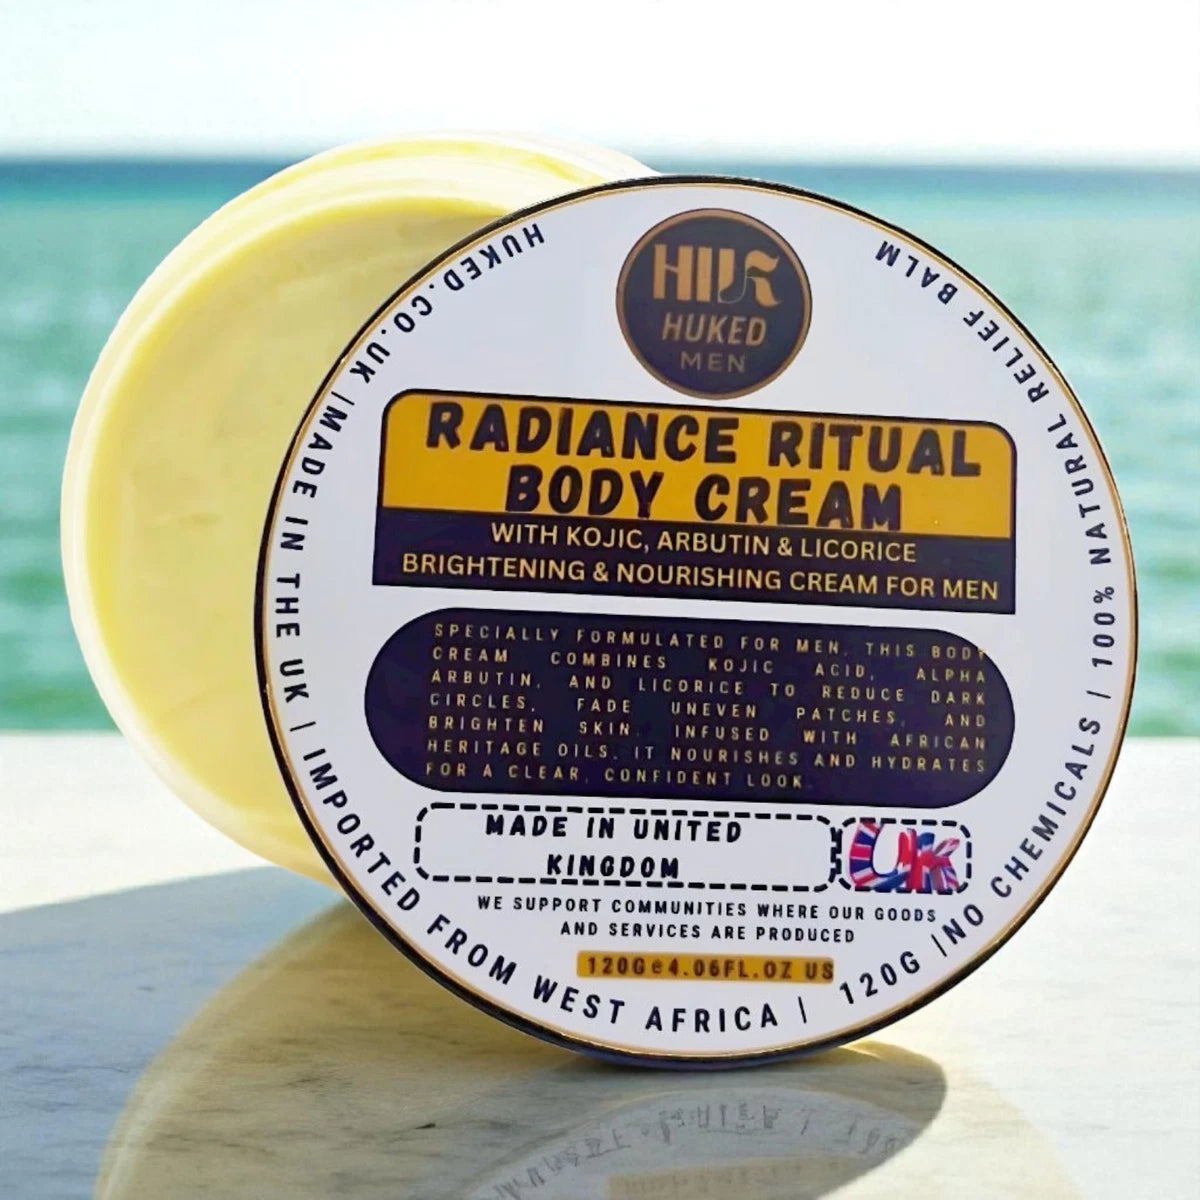 HUKED
MEN
RADIANCE RITUAL
BODY CREAM
WITH KOJIC, ARBUTIN & LICORICE
BRIGHTENING & NOURISHING CREAM FOR MEN
SPECIALLY FORMULATED FOR MEN, THIS BODY
CREAM COMBINES KOJIC ACID, ALPHA
ARBUTIN, AND LICORICE TO REDUCE DARK
CIRCLES, FADE UNEVEN PATCHES, AND
BRIGHTEN SKIN. INFUSED WITH AFRICAN
HERITAGE OILS, IT NOURISHES AND HYDRATES
FOR A CLEAR, CONFIDENT LOOK.
MADE IN UNITED
KINGDOM
UK
WE SUPPORT COMMUNITIES WHERE OUR GOODS
AND SERVICES ARE PRODUCED
120G℮4.06FL.OZ US
HUKED.CO.UK |MADE IN THE UK | IMPORTED FROM WEST AFRICA | 120G |NO CHEMICALS | 100% NATURAL RELIEF BALM